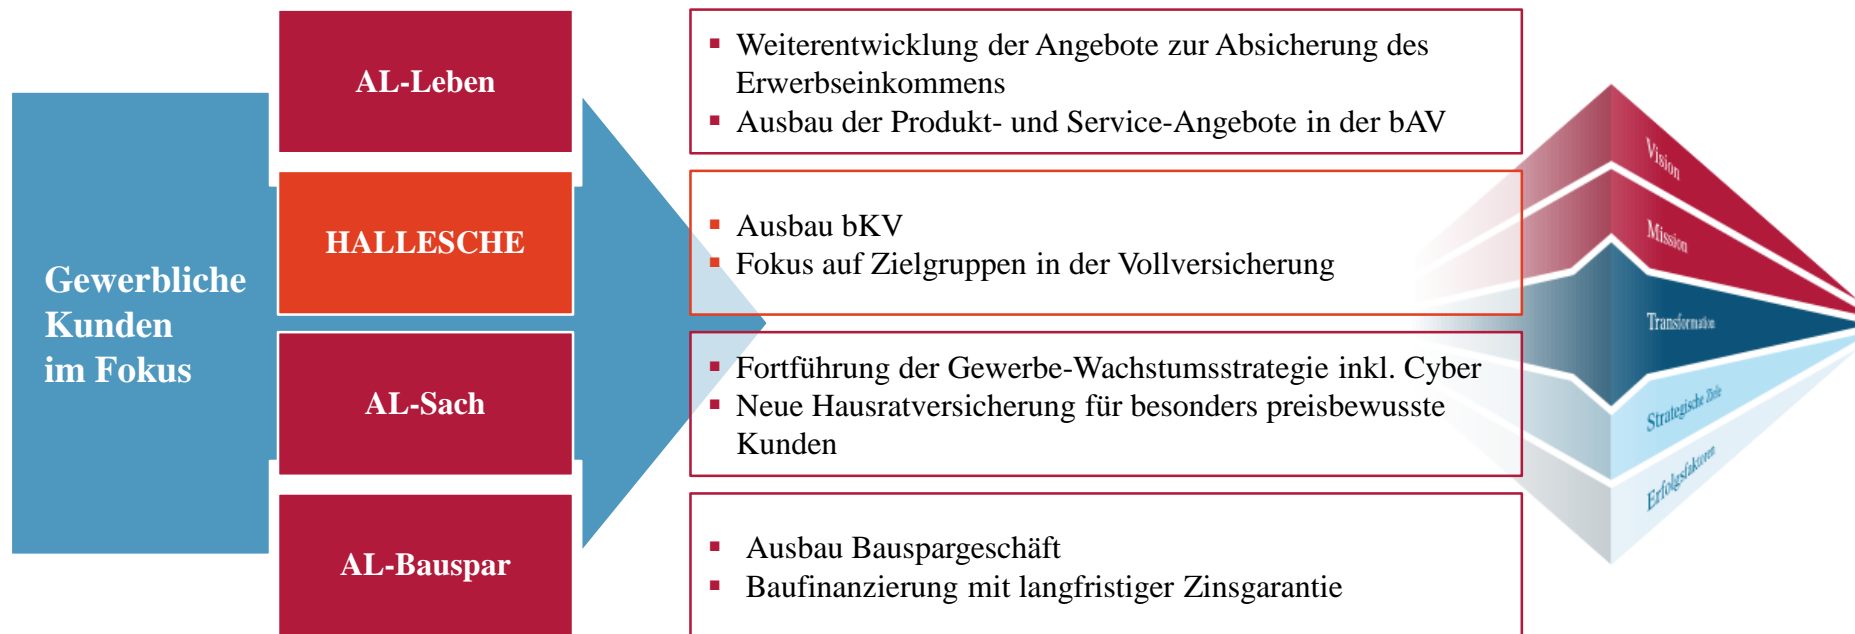 Gewerbliche
Kunden
im Fokus
AL-Leben
▪ Weiterentwicklung der Angebote zur Absicherung des
Erwerbseinkommens
▪ Ausbau der Produkt- und Service-Angebote in der bAV
HALLESCHE
▪ Ausbau bKV
▪ Fokus auf Zielgruppen in der Vollversicherung
AL-Sach
▪ Fortführung der Gewerbe-Wachstumsstrategie inkl. Cyber
▪ Neue Hausratversicherung für besonders preisbewusste
Kunden
AL-Bauspar
▪ Ausbau Bauspargeschäft
▪ Baufinanzierung mit langfristiger Zinsgarantie
Vision
Mission
Transformation
Strategische Ziele
Erfolgsfaktoren